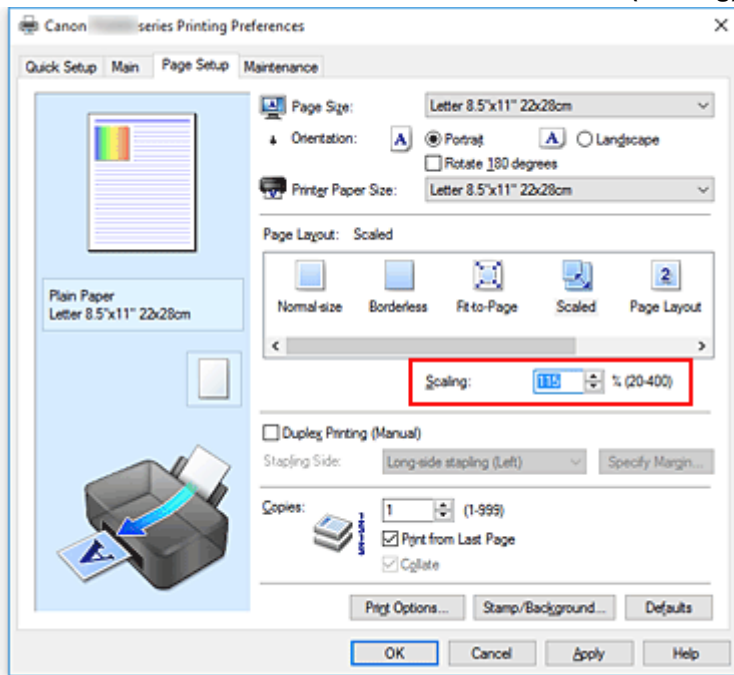 Canon series Printing Preferences
Quick Setup Main Page Setup Maintenance
Page Size: Letter 8.5"x11" 22x28cm
Orientation: A Portrait A Landscape
Rotate 180 degrees
Printer Paper Size: Letter 8.5"x11" 22x28cm
Page Layout: Scaled
Normal-size Borderless Fit-to-Page Scaled 2 Page Layout
Plain Paper
Letter 8.5"x11" 22x28cm
Scaling: 115 % (20-400)
Duplex Printing (Manual)
Stapling Side: Long-side stapling (Left) Specify Margin...
Copies: 1 (1-999)
Print from Last Page
Collate
A
Print Options... Stamp/Background... Defaults
OK Cancel Apply Help